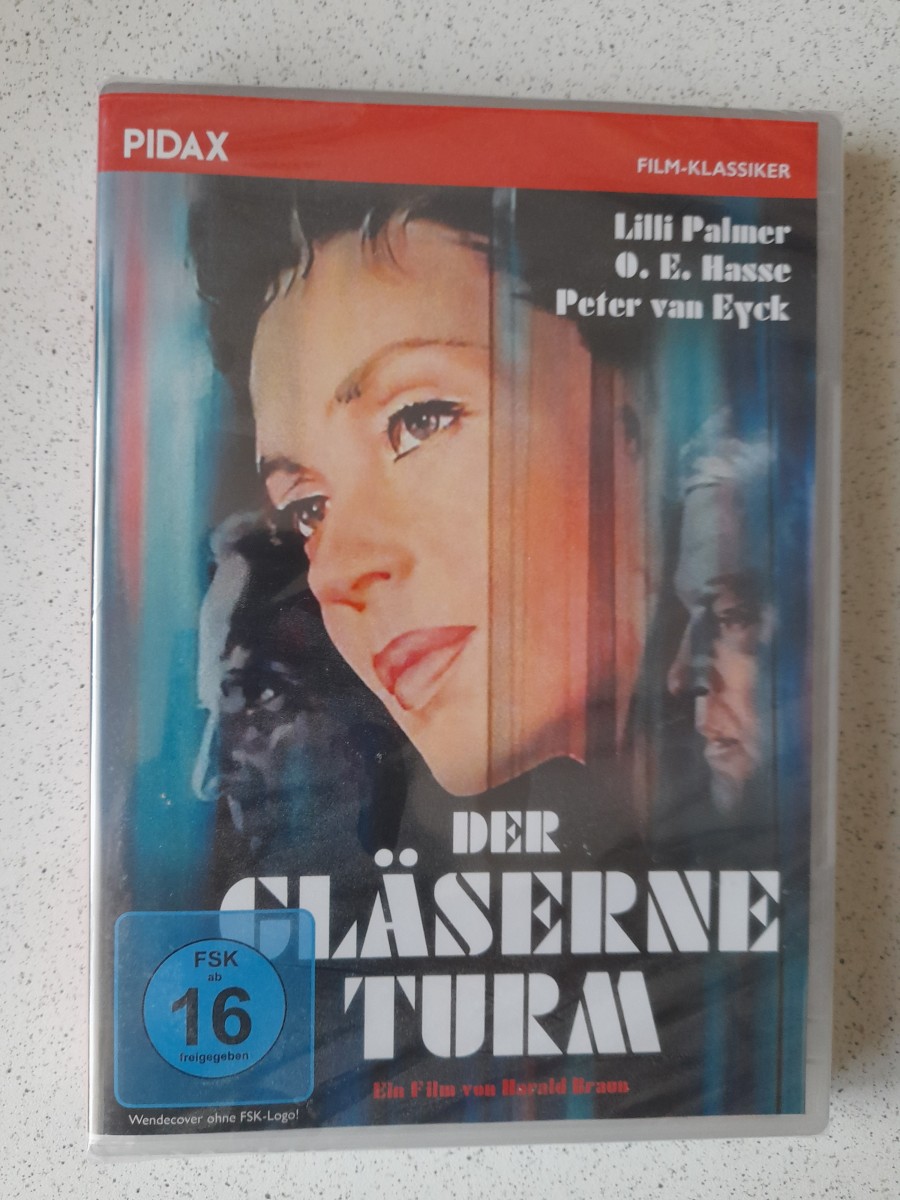 PIDAX
FILM-KLASSIKER
Lilli Palmer
O. E. Hasse
Peter van Eyck
DER
GLÄSERNE
TURM
Ein Film von Harald Braun
FSK
ab
16
freigegeben
Wendecover ohne FSK-Logo!